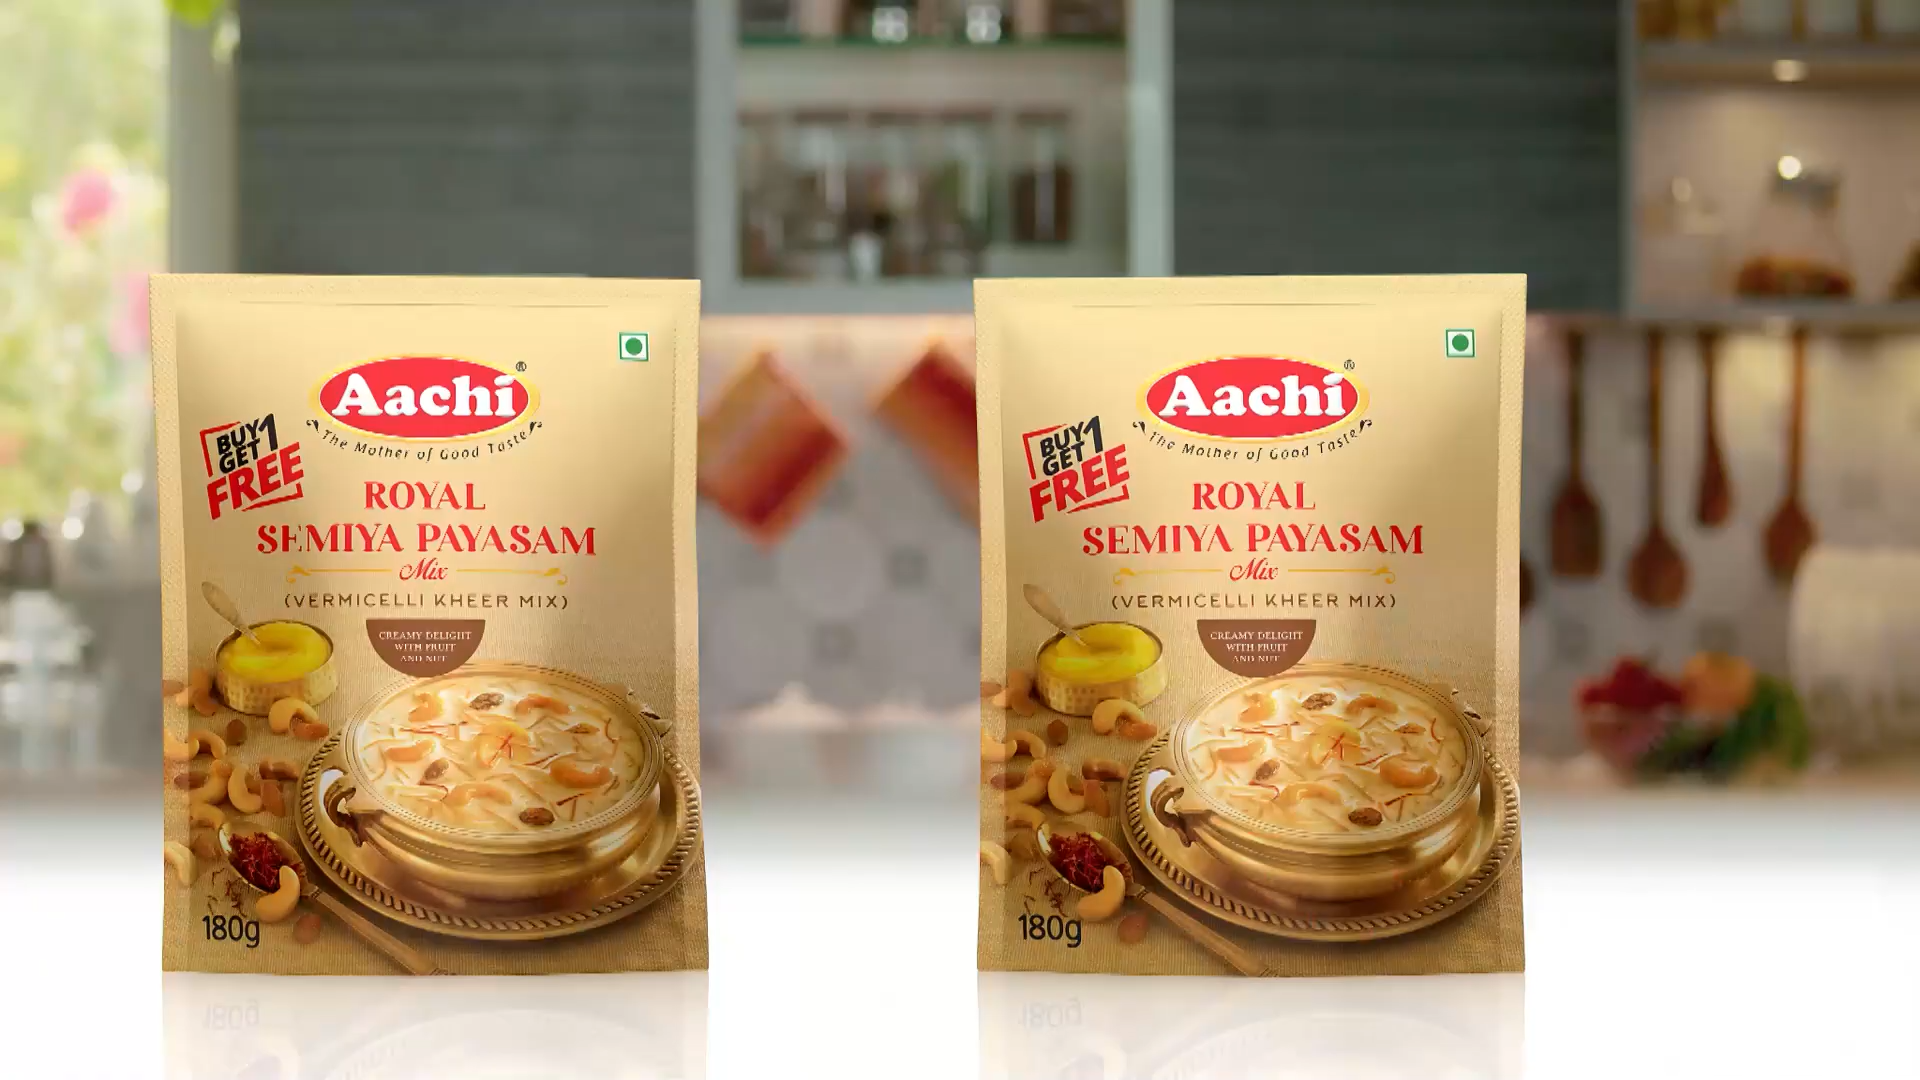 Aachi®
The Mother of Good Taste
BUY 1
GET
FREE
ROYAL
SEMIYA PAYASAM
Mix
(VERMICELLI KHEER MIX)
CREAMY DELIGHT
WITH FRUIT
AND NUT
180g
Aachi®
The Mother of Good Taste
BUY 1
GET
FREE
ROYAL
SEMIYA PAYASAM
Mix
(VERMICELLI KHEER MIX)
CREAMY DELIGHT
WITH FRUIT
AND NUT
180g